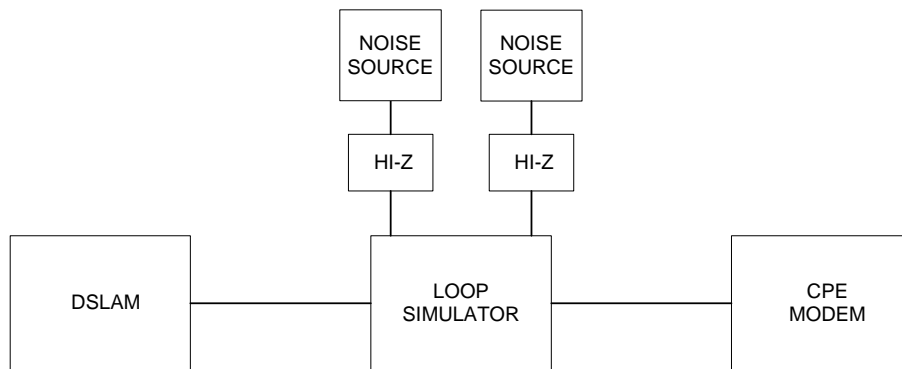 NOISE
SOURCE
NOISE
SOURCE
HI-Z
HI-Z
DSLAM
LOOP
SIMULATOR
CPE
MODEM